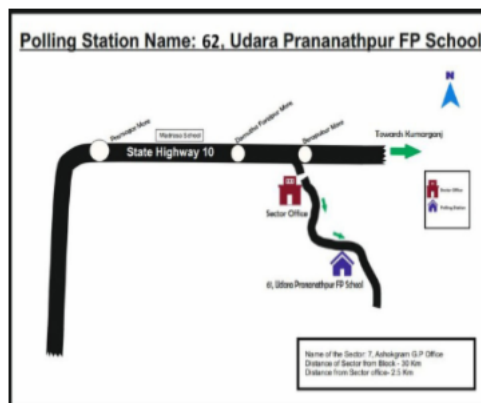 Polling Station Name: 62, Udara Prananathpur FP School
N
Madrasa School
Towards Kumarganj
State Highway 10
Sector Office
Polling Station
Sector Office
61, Udara Prananathpur FP School
Name of the Sector: 7, Ashokgram G.P Office
Distance of Sector from Block - 30 Km
Distance from Sector office- 2.5 Km